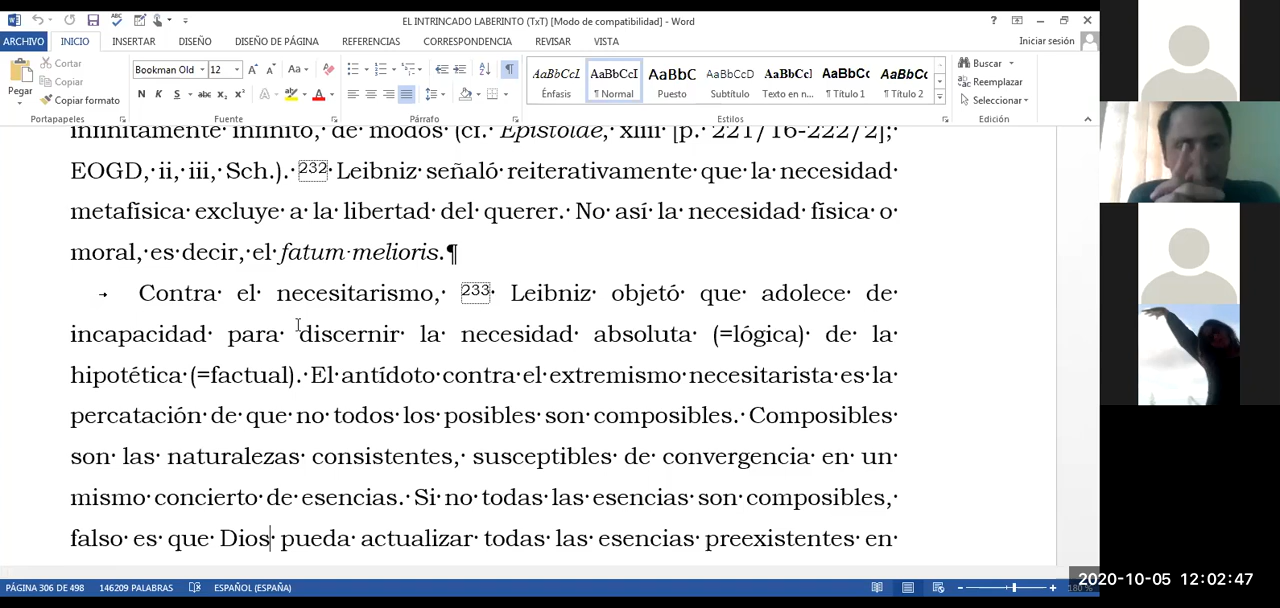 EL INTRINCADO LABERINTO (TxT) [Modo de compatibilidad] - Word
ARCHIVO INICIO INSERTAR DISEÑO DISEÑO DE PÁGINA REFERENCIAS CORRESPONDENCIA REVISAR VISTA Iniciar sesión
Pegar
Cortar
Copiar
Copiar formato
Portapapeles
Bookman Old 12
N K S abc x₂ x²
Fuente
Párrafo
AaBbCcI AaBbCcI AaBbC AaBbCcD AaBbCcI AaBbCc AaBbCc
Énfasis ¶ Normal Puesto Subtítulo Texto en n... ¶ Título 1 ¶ Título 2
Estilos
Buscar
Reemplazar
Seleccionar
Edición
infinitamente infinito, de modos (cf. Epistolae, xliii [p. 221/16-222/2];
EOGD, ii, iii, Sch.). 232 Leibniz señaló reiterativamente que la necesidad
metafísica excluye a la libertad del querer. No así la necesidad física o
moral, es decir, el fatum melioris.¶
Contra el necesitarismo, 233 Leibniz objetó que adolece de
incapacidad para discernir la necesidad absoluta (=lógica) de la
hipotética (=factual). El antídoto contra el extremismo necesitarista es la
percatación de que no todos los posibles son composibles. Composibles
son las naturalezas consistentes, susceptibles de convergencia en un
mismo concierto de esencias. Si no todas las esencias son composibles,
falso es que Dios pueda actualizar todas las esencias preexistentes en
PÁGINA 306 DE 498 146209 PALABRAS ESPAÑOL (ESPAÑA) 180 %
2020-10-05 12:02:47